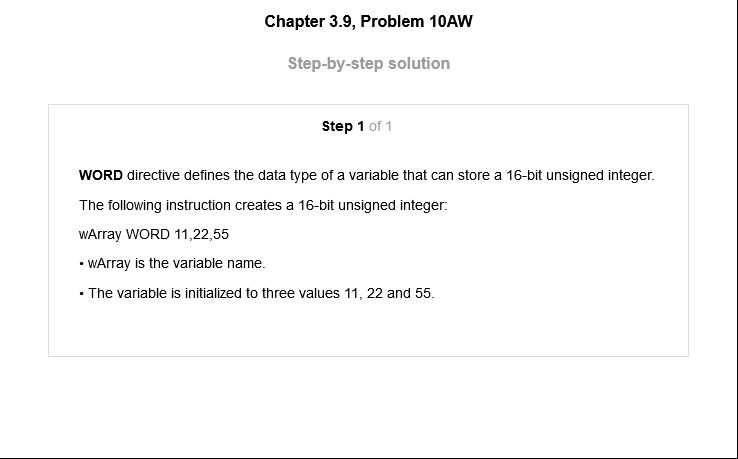 Chapter 3.9, Problem 10AW
Step-by-step solution
Step 1 of 1
WORD directive defines the data type of a variable that can store a 16-bit unsigned integer.
The following instruction creates a 16-bit unsigned integer:
wArray WORD 11,22,55
• wArray is the variable name.
• The variable is initialized to three values 11, 22 and 55.